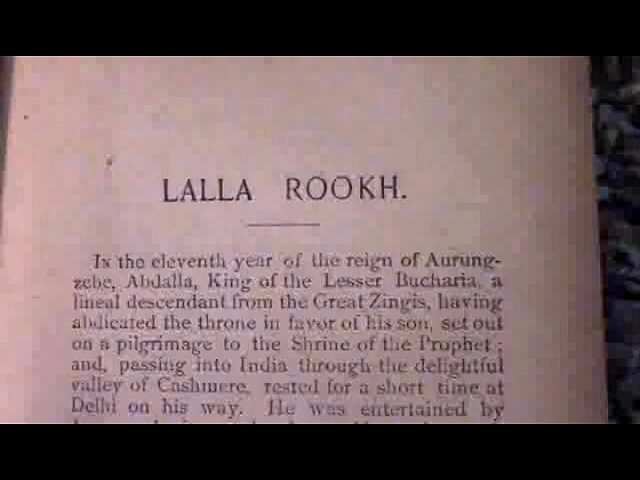 LALLA ROOKH.
In the eleventh year of the reign of Aurung-
zebe, Abdalla, King of the Lesser Bucharia, a
lineal descendant from the Great Zingis, having
abdicated the throne in favor of his son, set out
on a pilgrimage to the Shrine of the Prophet;
and, passing into India through the delightful
valley of Cashmere, rested for a short time at
Delhi on his way. He was entertained by